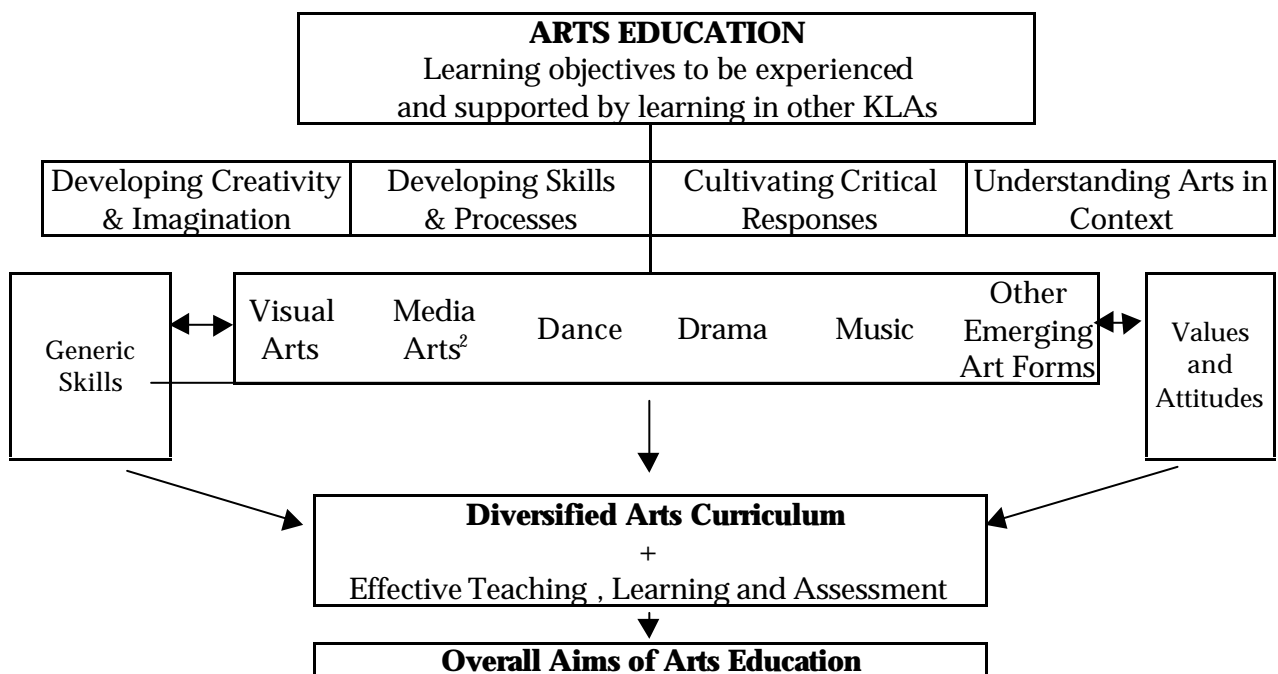 ARTS EDUCATION
Learning objectives to be experienced
and supported by learning in other KLAs
Developing Creativity
& Imagination
Developing Skills
& Processes
Cultivating Critical
Responses
Understanding Arts in
Context
Generic
Skills
Visual
Arts
Media
Arts²
Dance
Drama
Music
Other
Emerging
Art Forms
Values
and
Attitudes
Diversified Arts Curriculum
+
Effective Teaching , Learning and Assessment
Overall Aims of Arts Education